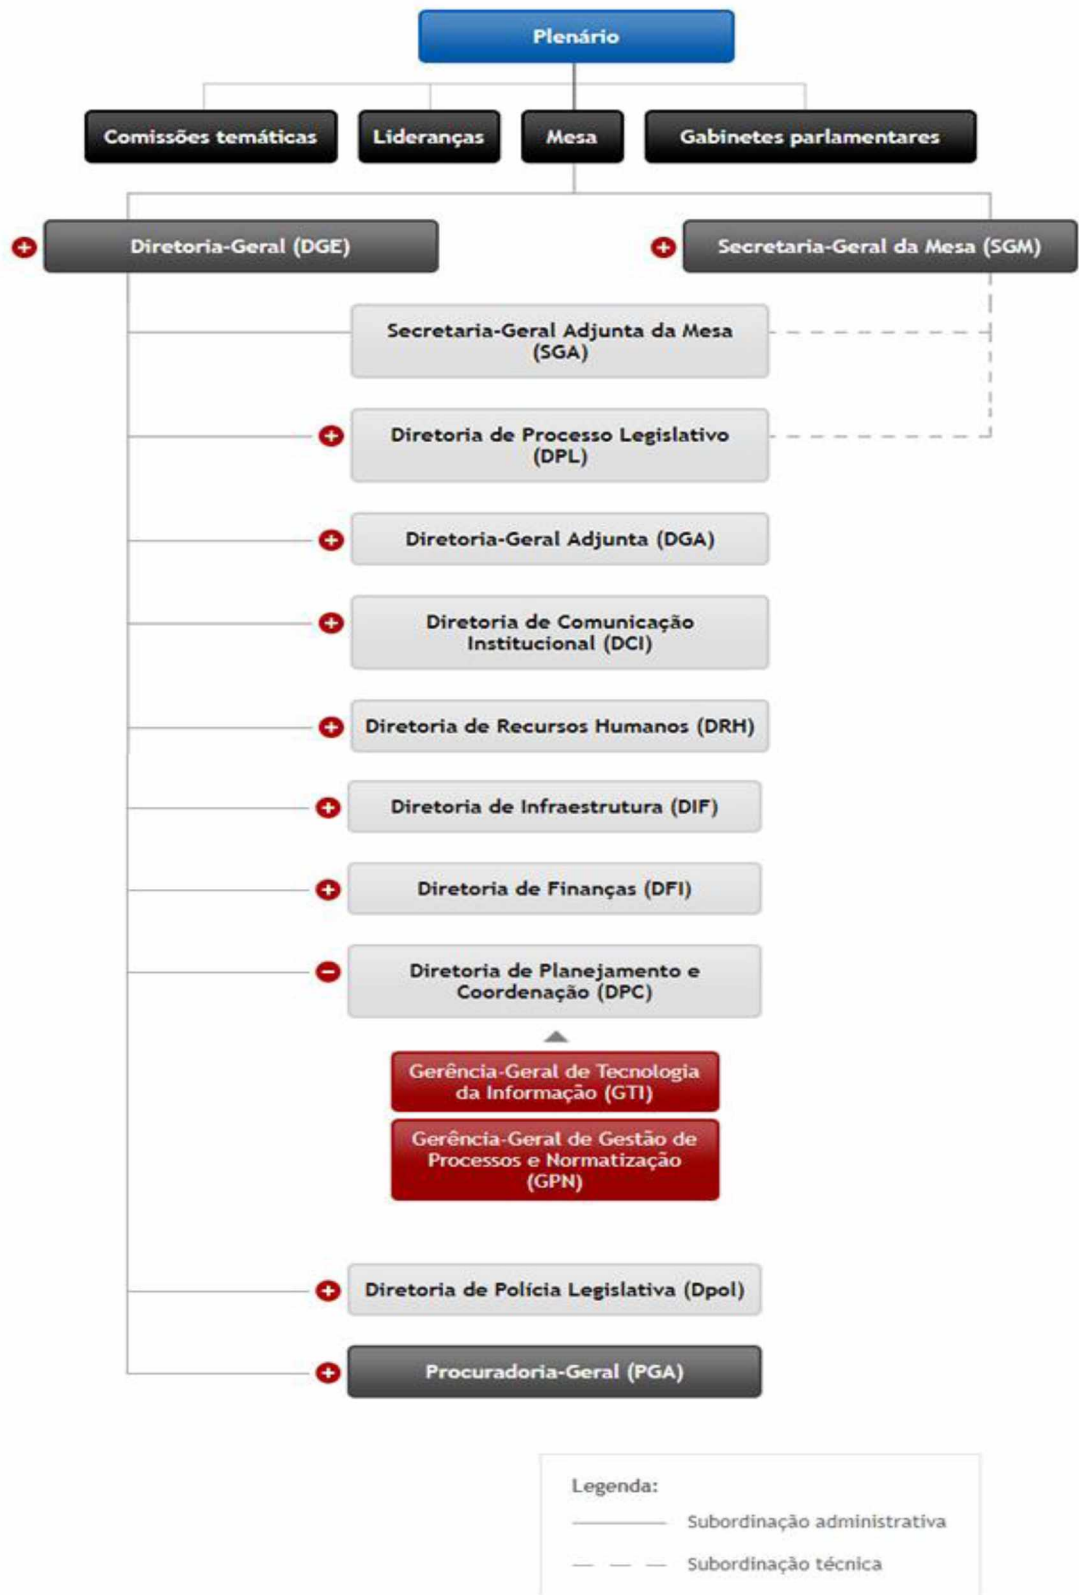 Plenário
Comissões temáticas
Lideranças
Mesa
Gabinetes parlamentares
Diretoria-Geral (DGE)
Secretaria-Geral da Mesa (SGM)
Secretaria-Geral Adjunta da Mesa
(SGA)
Diretoria de Processo Legislativo
(DPL)
Diretoria-Geral Adjunta (DGA)
Diretoria de Comunicação
Institucional (DCI)
Diretoria de Recursos Humanos (DRH)
Diretoria de Infraestrutura (DIF)
Diretoria de Finanças (DFI)
Diretoria de Planejamento e
Coordenação (DPC)
Gerência-Geral de Tecnologia
da Informação (GTI)
Gerência-Geral de Gestão de
Processos e Normatização
(GPN)
Diretoria de Polícia Legislativa (Dpol)
Procuradoria-Geral (PGA)
Legenda:
Subordinação administrativa
Subordinação técnica